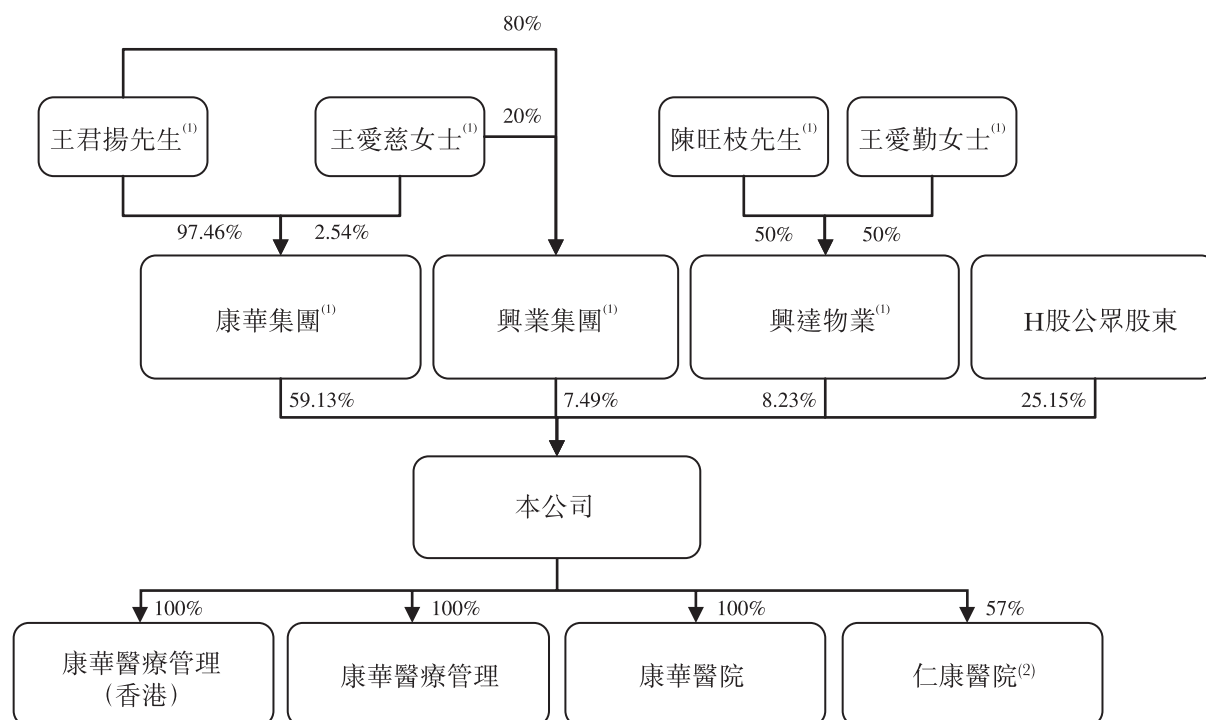 80%
王君揚先生(1)
王愛慈女士(1)
20%
陳旺枝先生(1)
王愛勤女士(1)
97.46%
2.54%
50%
50%
康華集團(1)
興業集團(1)
興達物業(1)
H股公眾股東
59.13%
7.49%
8.23%
25.15%
本公司
100%
100%
100%
57%
康華醫療管理
(香港)
康華醫療管理
康華醫院
仁康醫院(2)